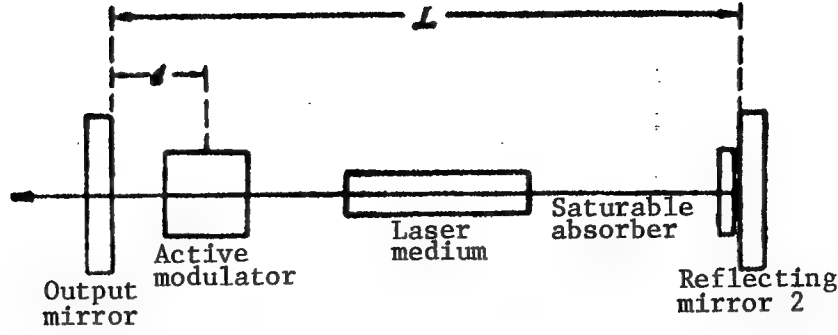 L
d
Saturable
absorber
Laser
medium
Active
modulator
Output
mirror
Reflecting
mirror 2